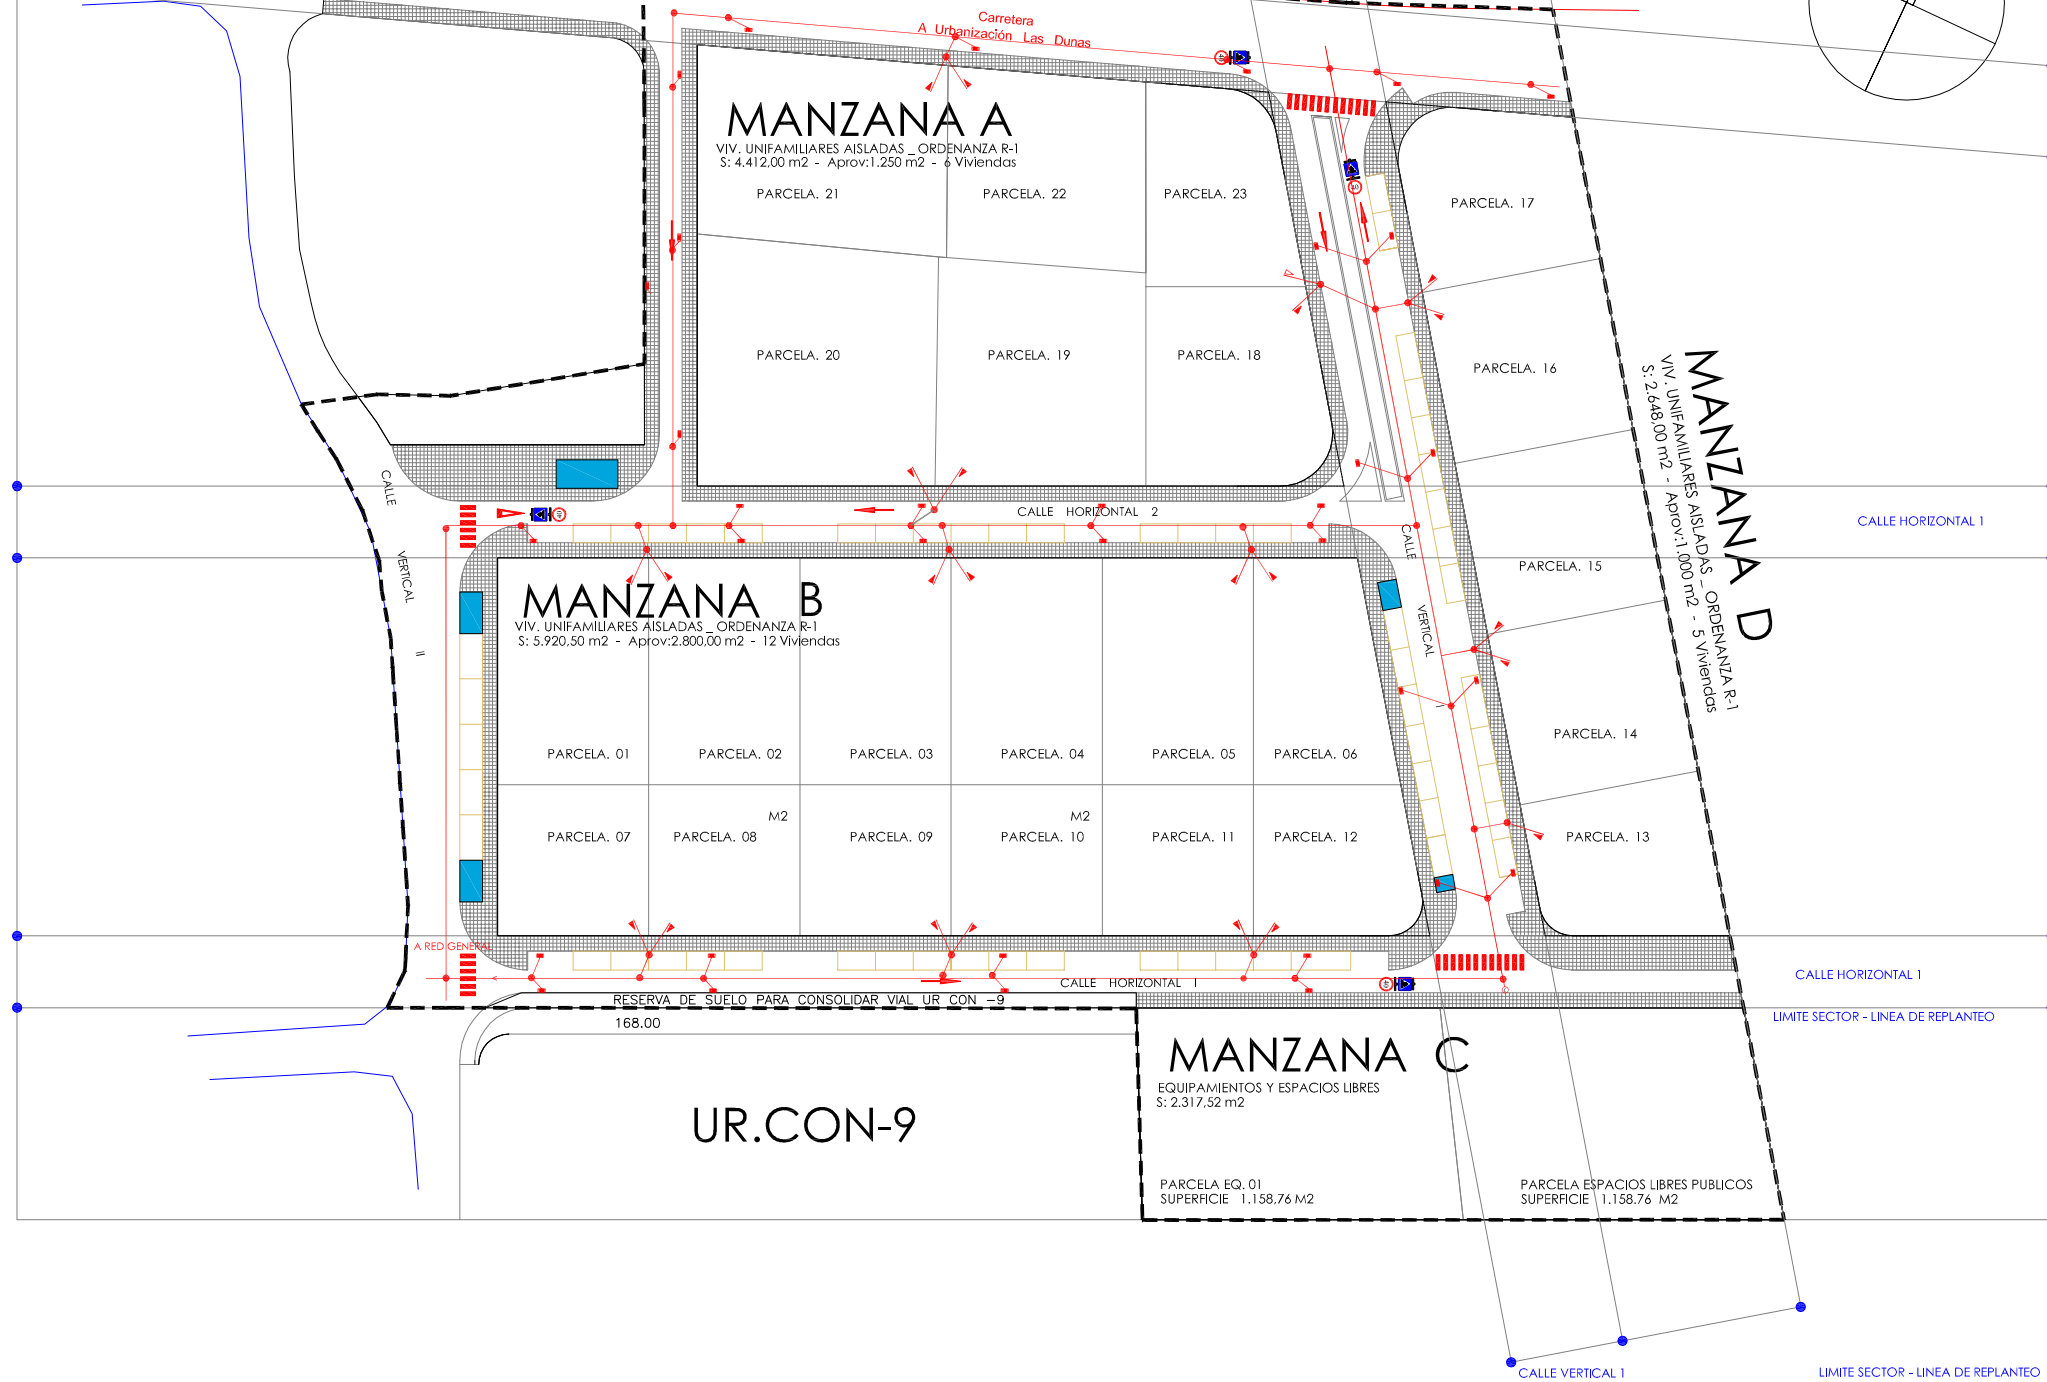 Carretera
A Urbanización Las Dunas
MANZANA A
VIV. UNIFAMILIARES AISLADAS _ ORDENANZA R-1
S: 4.412,00 m2 - Aprov:1.250 m2 - 6 Viviendas
PARCELA. 21
PARCELA. 22
PARCELA. 23
PARCELA. 17
PARCELA. 20
PARCELA. 19
PARCELA. 18
PARCELA. 16
MANZANA D
VIV. UNIFAMILIARES AISLADAS _ ORDENANZA R-1
S: 2.648,00 m2 - Aprov:1.000 m2 - 5 Viviendas
CALLE
VERTICAL
II
CALLE HORIZONTAL 2
CALLE
VERTICAL
I
CALLE HORIZONTAL 1
PARCELA. 15
MANZANA B
VIV. UNIFAMILIARES AISLADAS _ ORDENANZA R-1
S: 5.920,50 m2 - Aprov:2.800,00 m2 - 12 Viviendas
PARCELA. 14
PARCELA. 01
PARCELA. 02
PARCELA. 03
PARCELA. 04
PARCELA. 05
PARCELA. 06
M2
M2
PARCELA. 07
PARCELA. 08
PARCELA. 09
PARCELA. 10
PARCELA. 11
PARCELA. 12
PARCELA. 13
A RED GENERAL
CALLE HORIZONTAL I
CALLE HORIZONTAL 1
RESERVA DE SUELO PARA CONSOLIDAR VIAL UR CON -9
168.00
LIMITE SECTOR - LINEA DE REPLANTEO
MANZANA C
EQUIPAMIENTOS Y ESPACIOS LIBRES
S: 2.317,52 m2
UR.CON-9
PARCELA EQ. 01
SUPERFICIE 1.158,76 M2
PARCELA ESPACIOS LIBRES PUBLICOS
SUPERFICIE 1.158.76 M2
CALLE VERTICAL 1
LIMITE SECTOR - LINEA DE REPLANTEO